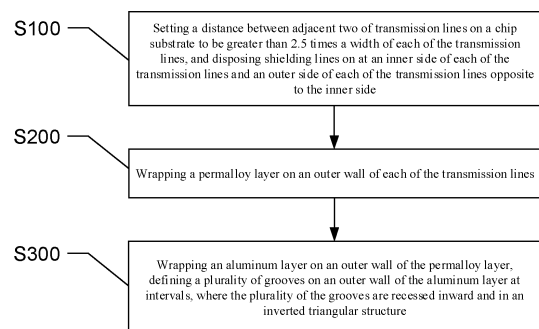 S100
Setting a distance between adjacent two of transmission lines on a chip
substrate to be greater than 2.5 times a width of each of the transmission
lines, and disposing shielding lines on at an inner side of each of the
transmission lines and an outer side of each of the transmission lines opposite
to the inner side
S200
Wrapping a permalloy layer on an outer wall of each of the transmission lines
S300
Wrapping an aluminum layer on an outer wall of the permalloy layer,
defining a plurality of grooves on an outer wall of the aluminum layer at
intervals, where the plurality of the grooves are recessed inward and in an
inverted triangular structure